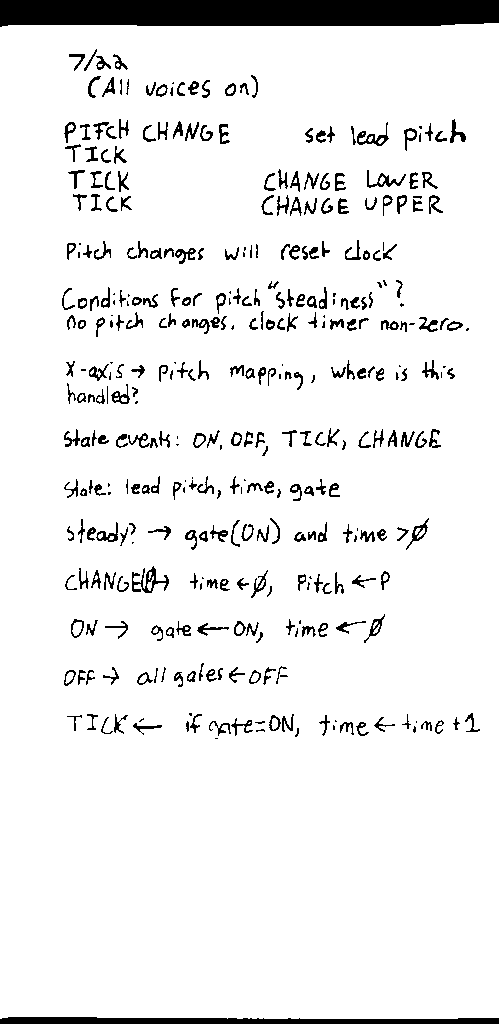 7/22
(All voices on)
PITCH CHANGE set lead pitch
TICK
TICK CHANGE LOWER
TICK CHANGE UPPER
Pitch changes will reset clock
Conditions for pitch "steadiness"?
no pitch changes. clock timer non-zero.
X-axis → pitch mapping, where is this
handled?
State events: ON, OFF, TICK, CHANGE
State: lead pitch, time, gate
Steady? → gate(ON) and time >0
CHANGE → time ← 0, Pitch ← P
ON → gate ← ON, time ← 0
OFF → all gates ← OFF
TICK ← if gate=ON, time ← time +1